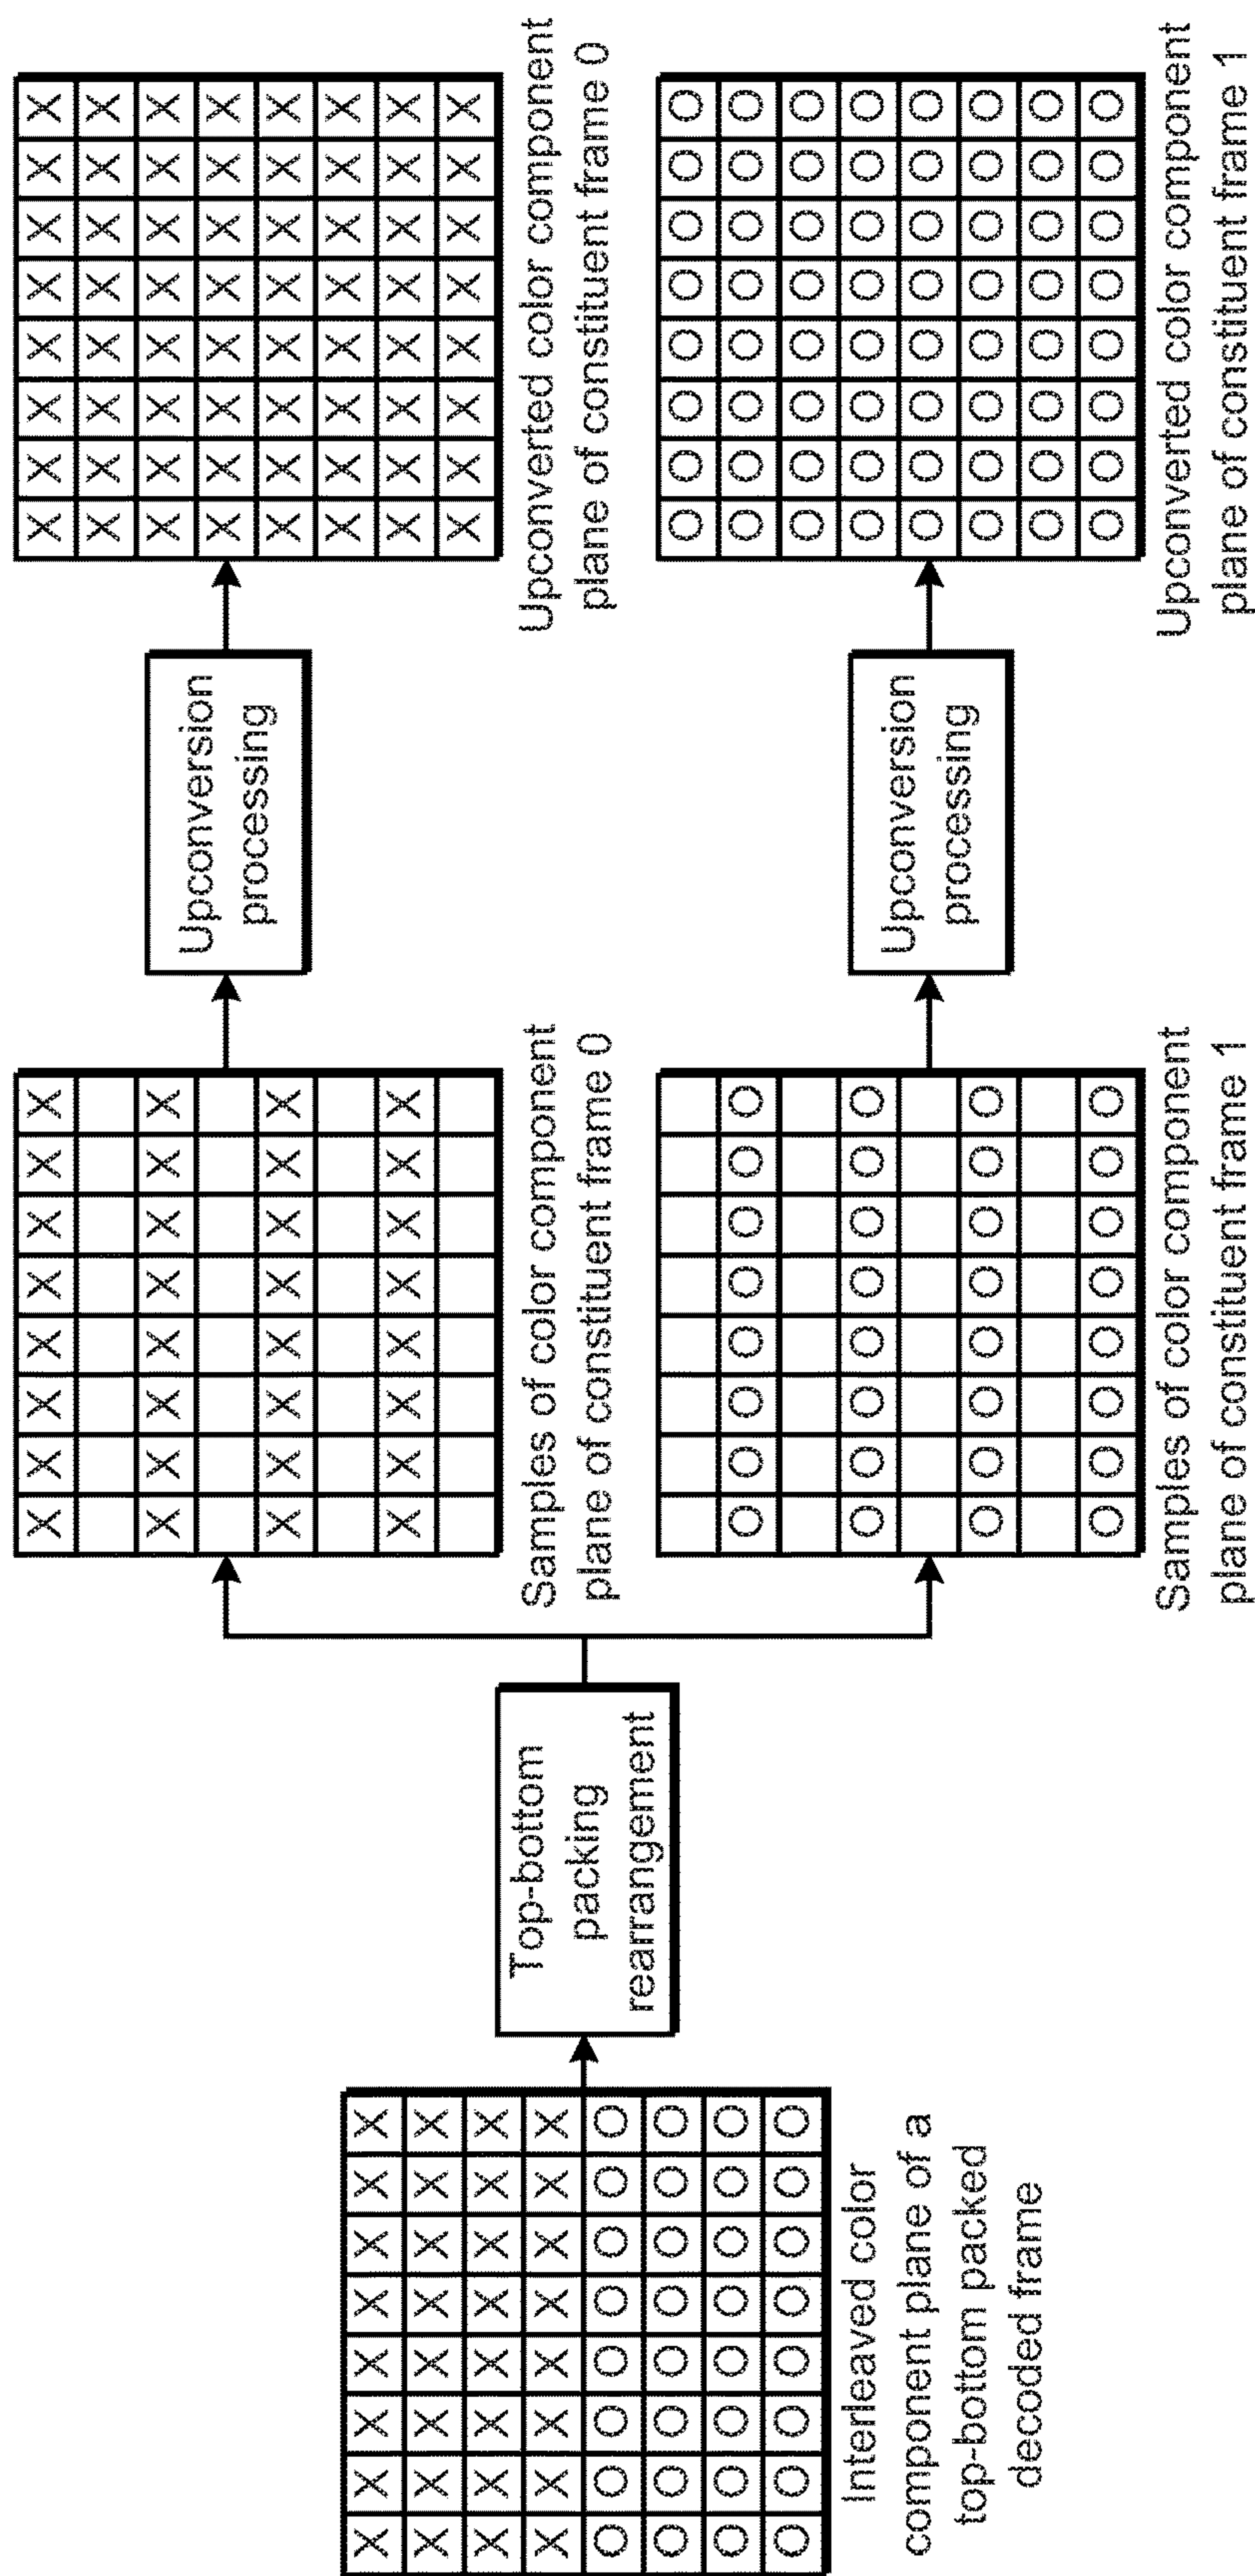 X X X X X X X X
X X X X X X X X
X X X X X X X X
X X X X X X X X
O O O O O O O O
O O O O O O O O
O O O O O O O O
O O O O O O O O
Interleaved color
component plane of a
top-bottom packed
decoded frame
Top-bottom
packing
rearrangement
X X X X X X X X
X X X X X X X X
X X X X X X X X
X X X X X X X X
Samples of color component
plane of constituent frame 0
Upconversion
processing
X X X X X X X X
X X X X X X X X
X X X X X X X X
X X X X X X X X
X X X X X X X X
X X X X X X X X
X X X X X X X X
X X X X X X X X
Upconverted color component
plane of constituent frame 0
O O O O O O O O
O O O O O O O O
O O O O O O O O
O O O O O O O O
Samples of color component
plane of constituent frame 1
Upconversion
processing
O O O O O O O O
O O O O O O O O
O O O O O O O O
O O O O O O O O
O O O O O O O O
O O O O O O O O
O O O O O O O O
O O O O O O O O
Upconverted color component
plane of constituent frame 1